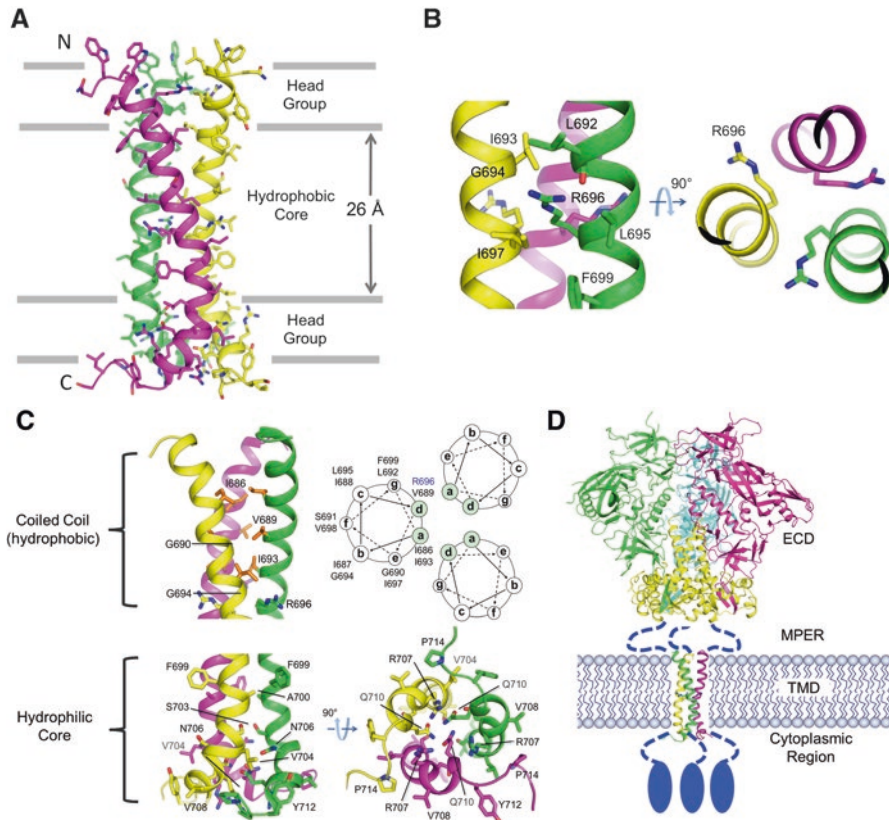 A
N
Head
Group
Hydrophobic
Core
26 Å
Head
Group
C
B
I693
L692
G694
R696
L695
I697
F699
90°
R696
C
Coiled Coil
(hydrophobic)
I686
V689
G690
I693
G694
R696
L695
I688
F699
L692
R696
V689
S691
V698
I686
I693
I687
G694
G690
I697
c
g
d
f
a
b
e
b
e
f
c
a
d
g
d
a
e
g
b
c
f
Hydrophilic
Core
F699
F699
S703
A700
N706
N706
V704
V704
V708
Y712
90°
P714
R707
V704
Q710
Q710
V708
R707
P714
P714
R707
Q710
V708
Y712
D
ECD
MPER
TMD
Cytoplasmic
Region